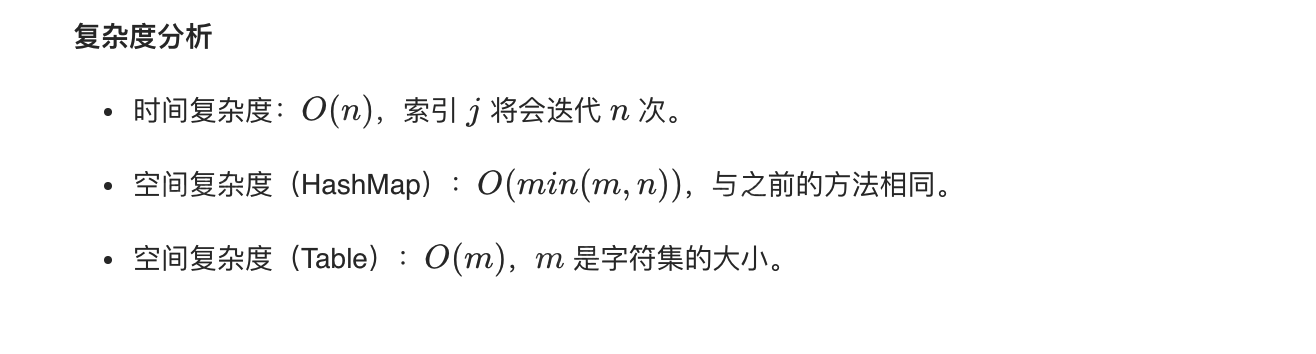 复杂度分析
• 时间复杂度：O(n)，索引 j 将会迭代 n 次。
• 空间复杂度（HashMap）：O(min(m, n))，与之前的方法相同。
• 空间复杂度（Table）：O(m)，m 是字符集的大小。